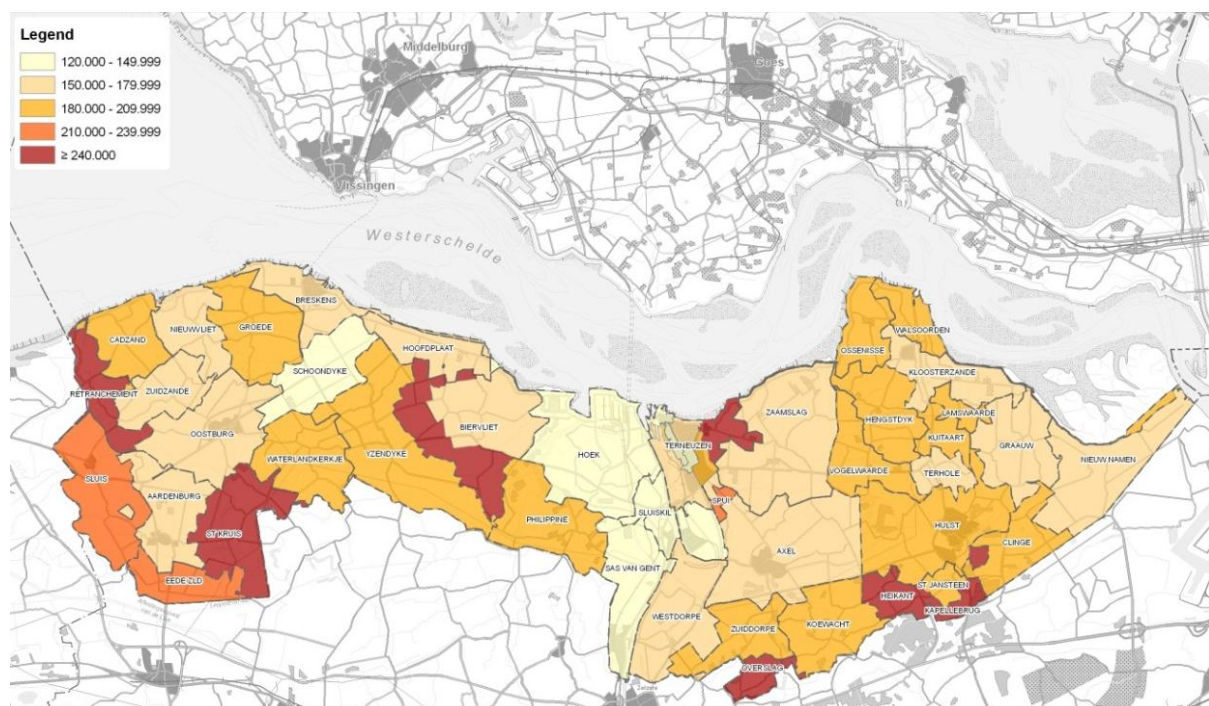 Legend
120.000 - 149.999
150.000 - 179.999
180.000 - 209.999
210.000 - 239.999
≥ 240.000
Middelburg
Goes
Vlissingen
Westerschelde
BRESKENS
CADZAND
NIEUWVLIET
GROEDE
WALSOORDEN
HOOFDPLAAT
OSSENISSE
SCHOONDYKE
KLOOSTERZANDE
RETRANCHEMENT
ZUIDZANDE
ZAAMSLAG
LAMSWAARDE
HENGSTDYK
BIERVLIET
OOSTBURG
KUITAART
TERNEUZEN
GRAAUW
WATERLANDKERKJE
YZENDYKE
HOEK
NIEUW NAMEN
VOGELWAARDE
TERHOLE
SLUIS
AARDENBURG
SPUI
SLUISKIL
PHILIPPINE
HULST
ST KRUIS
CLINGE
AXEL
SAS VAN GENT
EEDE ZLD
ST JANSTEEN
HEIKANT
KAPELLEBRUG
WESTDORPE
KOEWACHT
ZUIDDORPE
OVERSLAG
Zelzate